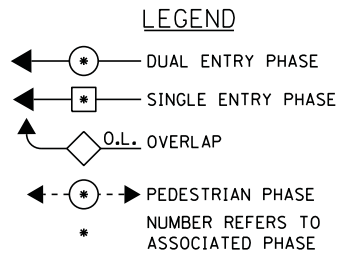 LEGEND
* DUAL ENTRY PHASE
* SINGLE ENTRY PHASE
O.L. OVERLAP
* PEDESTRIAN PHASE
* NUMBER REFERS TO
ASSOCIATED PHASE